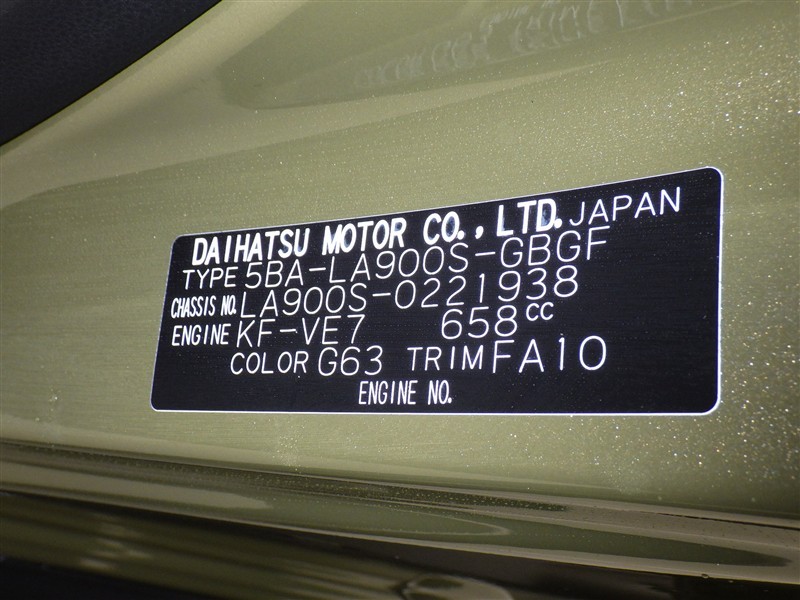 DAIHATSU MOTOR CO., LTD. JAPAN
TYPE 5BA-LA900S-GBGF
CHASSIS NO. LA900S-0221938
ENGINE KF-VE7 658CC
COLOR G63 TRIM FA10
ENGINE NO.